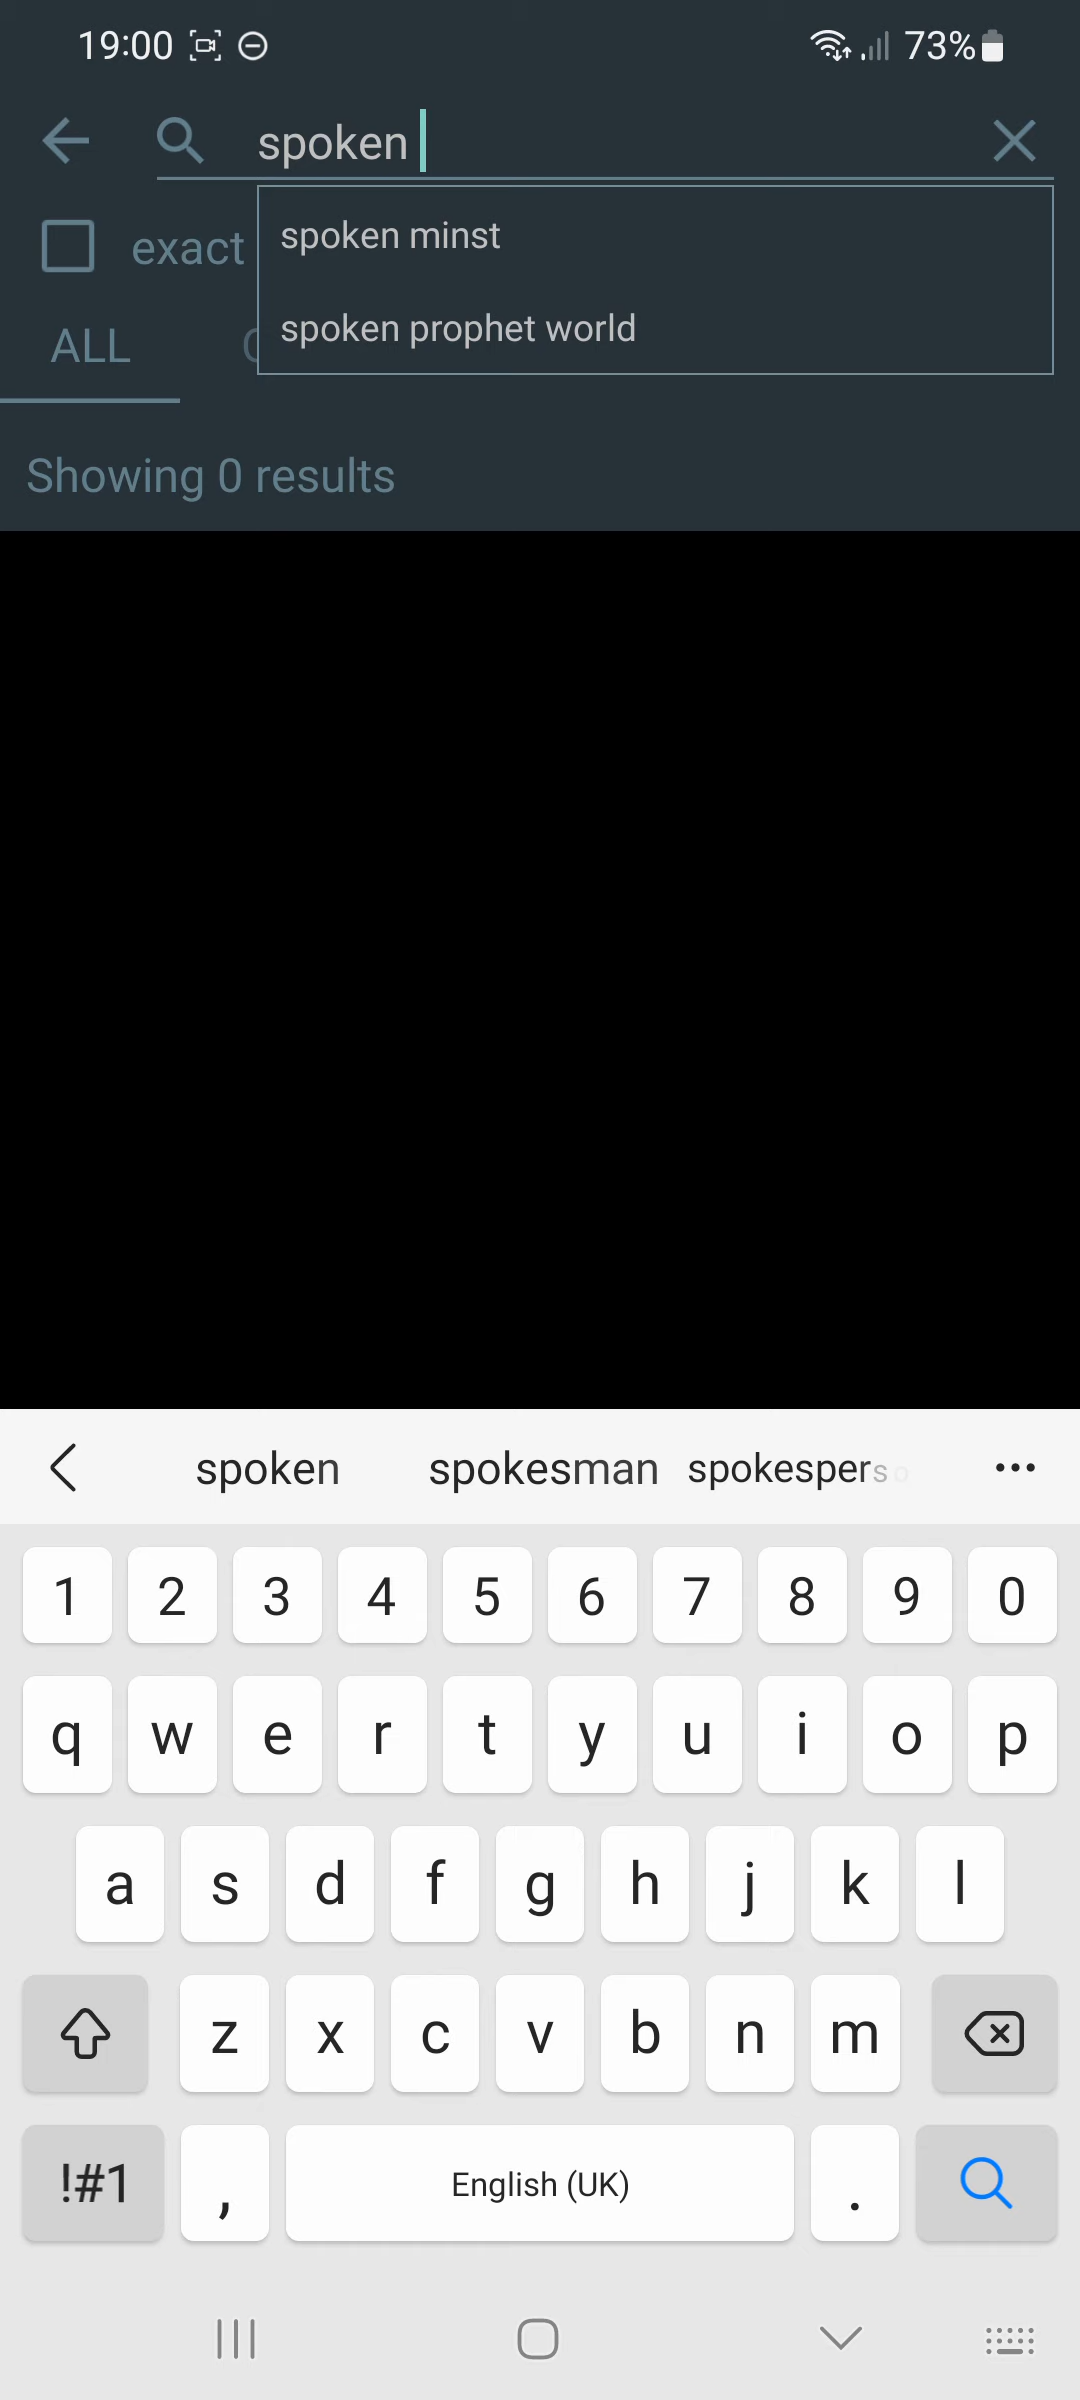 19:00 73%
spoken
spoken minst
exact
spoken prophet world
ALL
Showing 0 results
spoken spokesman spokesperso
1 2 3 4 5 6 7 8 9 0
q w e r t y u i o p
a s d f g h j k l
z x c v b n m
!#1 , English (UK) .